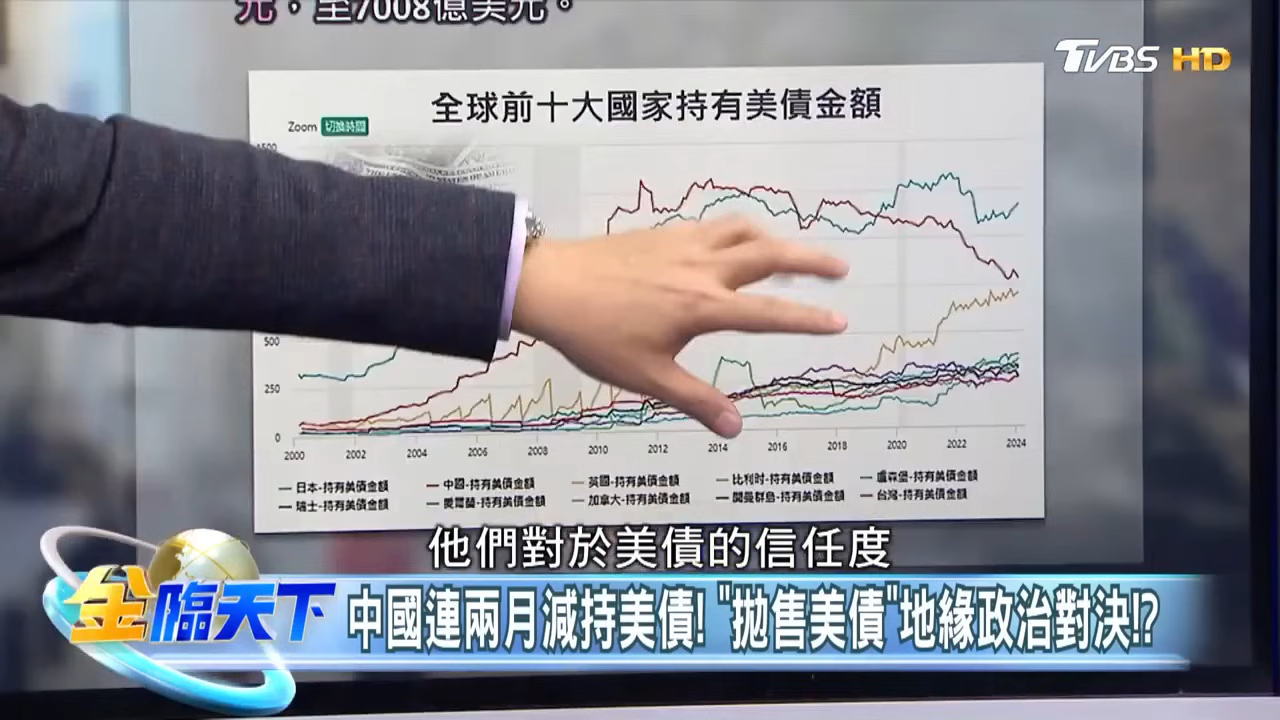 元，至7008億美元。
TVBS HD
全球前十大國家持有美債金額
Zoom 切換時間
1500
500
250
0
2000 2002 2004 2006 2008 2010 2012 2014 2016 2018 2020 2022 2024
日本-持有美債金額 中國-持有美債金額 英國-持有美債金額 比利时-持有美債金額 盧森堡-持有美債金額
瑞士-持有美債金額 愛爾蘭-持有美債金額 加拿大-持有美債金額 開曼群島-持有美債金額 台灣-持有美債金額
他們對於美債的信任度
金臨天下
中國連兩月減持美債! "拋售美債"地緣政治對決!?